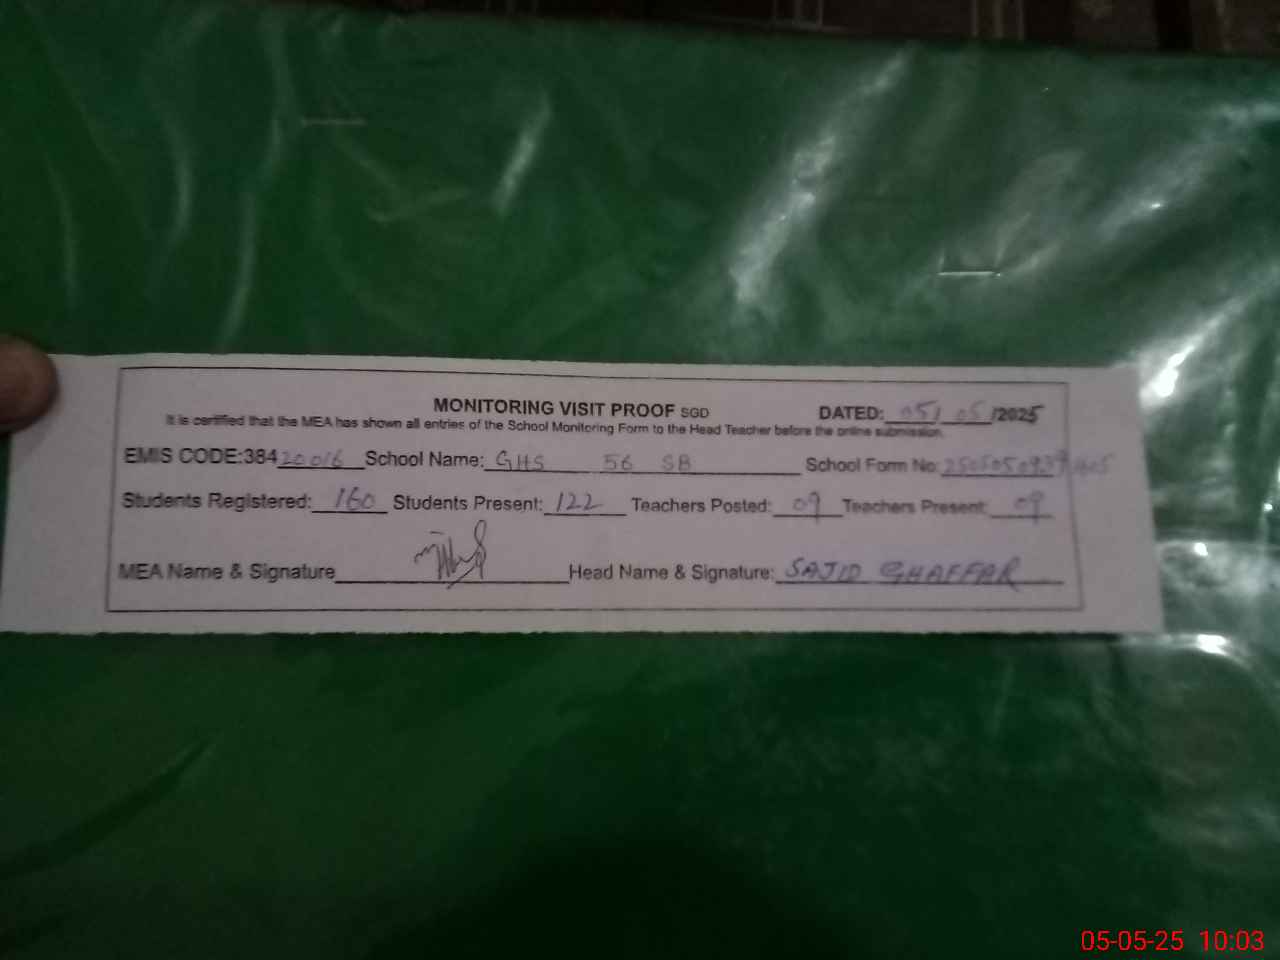 MONITORING VISIT PROOF SGD DATED: 05/05/2025
It is certified that the MEA has shown all entries of the School Monitoring Form to the Head Teacher before the online submission.
EMIS CODE:38420016 School Name: GHS 56 SB School Form No:
Students Registered: 160 Students Present: 122 Teachers Posted: 09 Teachers Present: 09
MEA Name & Signature Head Name & Signature: SAJID GHAFFAR
05-05-25 10:03